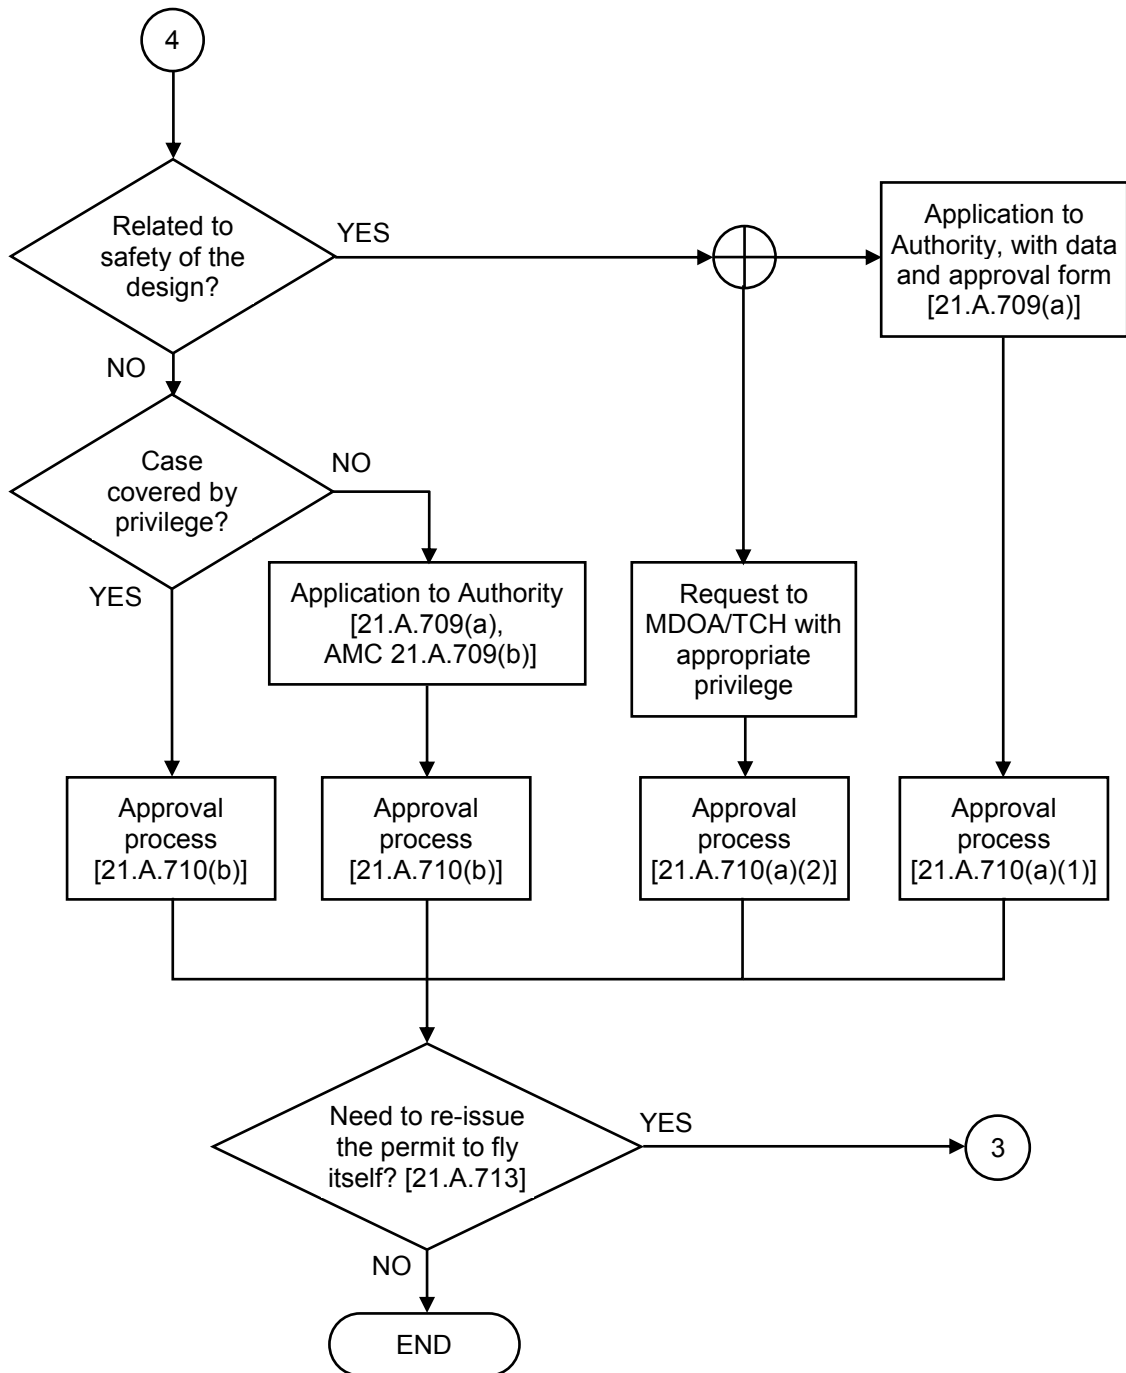 4
Related to
safety of the
design?
YES
Application to
Authority, with data
and approval form
[21.A.709(a)]
NO
Case
covered by
privilege?
NO
YES
Application to Authority
[21.A.709(a),
AMC 21.A.709(b)]
Request to
MDOA/TCH with
appropriate
privilege
Approval
process
[21.A.710(b)]
Approval
process
[21.A.710(b)]
Approval
process
[21.A.710(a)(2)]
Approval
process
[21.A.710(a)(1)]
Need to re-issue
the permit to fly
itself? [21.A.713]
YES
3
NO
END